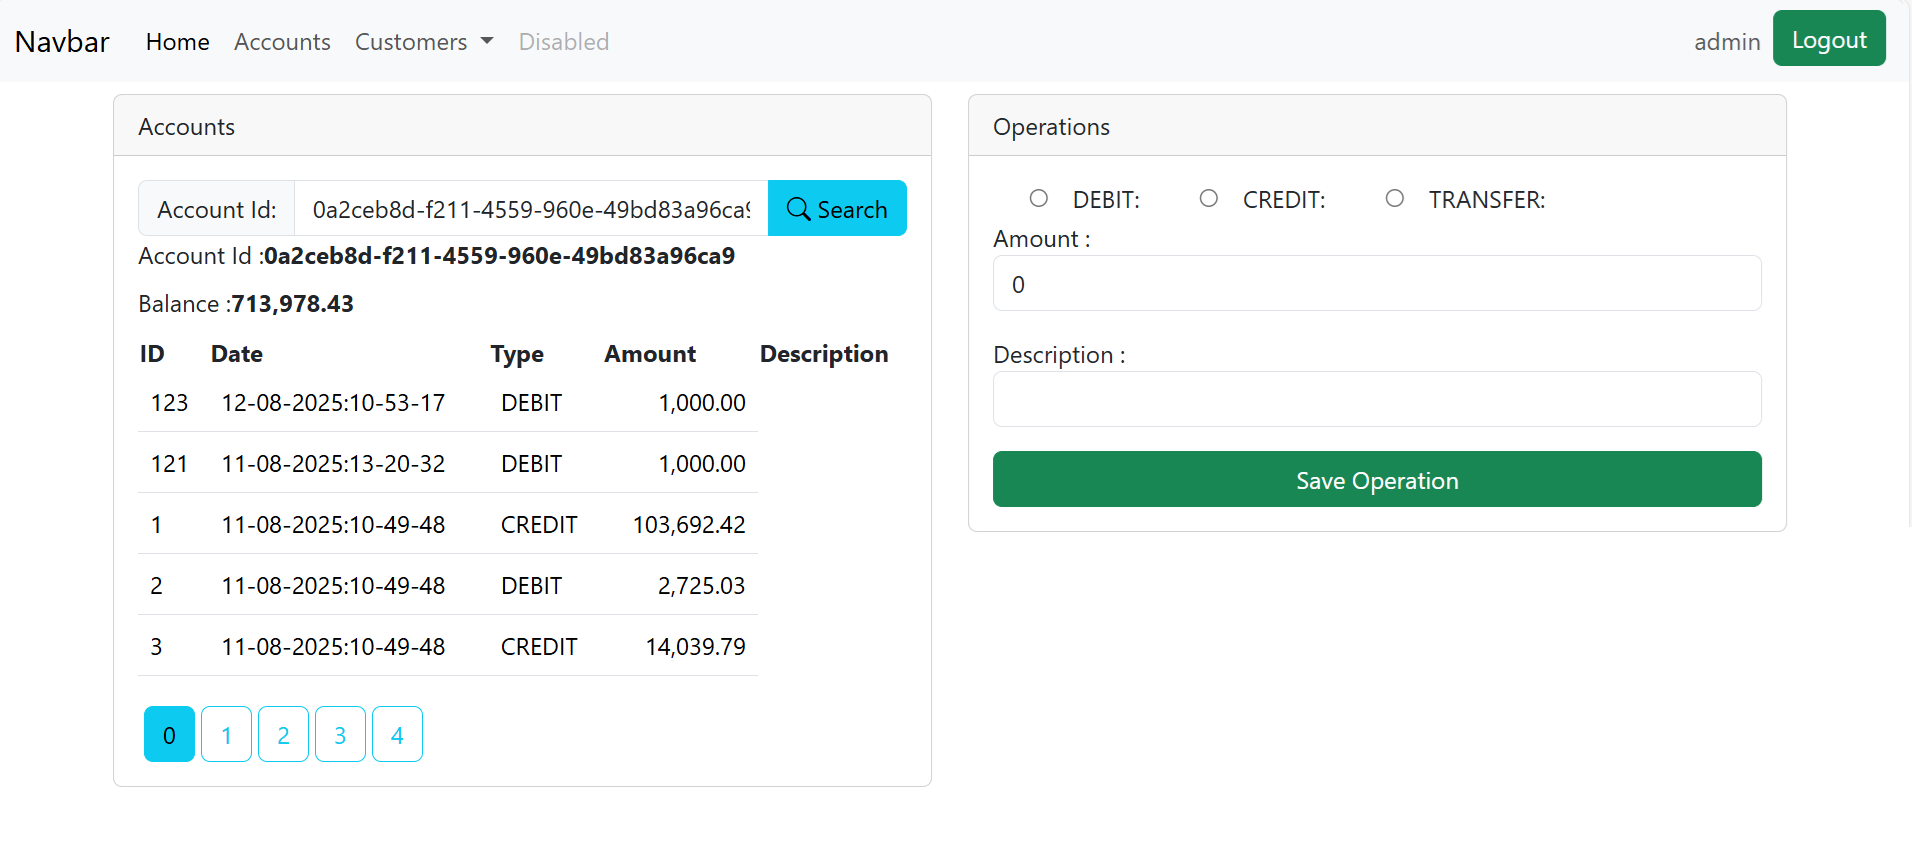 Navbar Home Accounts Customers Disabled admin Logout
Accounts
Account Id: 0a2ceb8d-f211-4559-960e-49bd83a96ca9 Search
Account Id :0a2ceb8d-f211-4559-960e-49bd83a96ca9
Balance :713,978.43
ID Date Type Amount Description
123 12-08-2025:10-53-17 DEBIT 1,000.00
121 11-08-2025:13-20-32 DEBIT 1,000.00
1 11-08-2025:10-49-48 CREDIT 103,692.42
2 11-08-2025:10-49-48 DEBIT 2,725.03
3 11-08-2025:10-49-48 CREDIT 14,039.79
0 1 2 3 4
Operations
DEBIT: CREDIT: TRANSFER:
Amount :
0
Description :
Save Operation